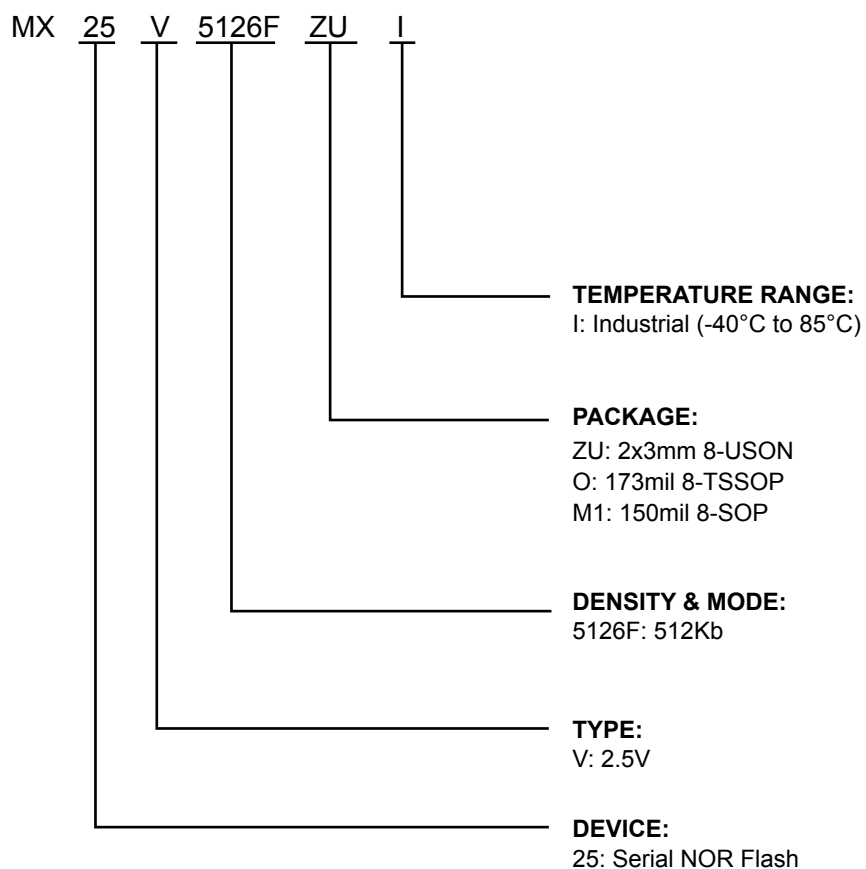 MX 25 V 5126F ZU I
TEMPERATURE RANGE:
I: Industrial (-40°C to 85°C)
PACKAGE:
ZU: 2x3mm 8-USON
O: 173mil 8-TSSOP
M1: 150mil 8-SOP
DENSITY & MODE:
5126F: 512Kb
TYPE:
V: 2.5V
DEVICE:
25: Serial NOR Flash